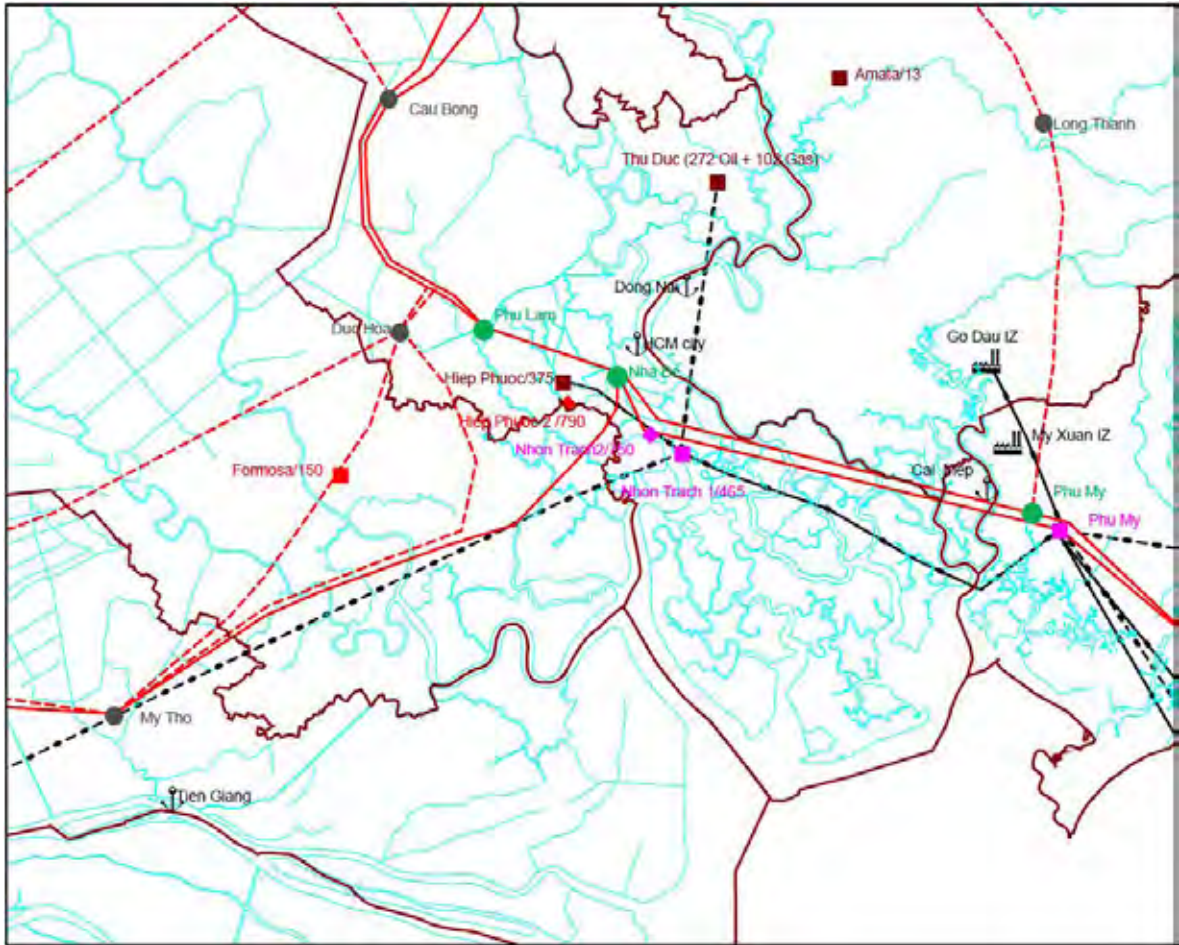 Amata/13
Cau Bong
Long Thanh
Thu Duc (272 Oil + 102 Gas)
Dong Nai
Phu Lam
Duc Hoa
HCM city
Go Dau IZ
Nha Be
Hiep Phuoc/375
Hiep Phuoc 2 /790
My Xuan IZ
Nhon Trach2/750
Formosa/150
Cai Mep
Nhon Trach 1/465
Phu My
Phu My
My Tho
Tien Giang